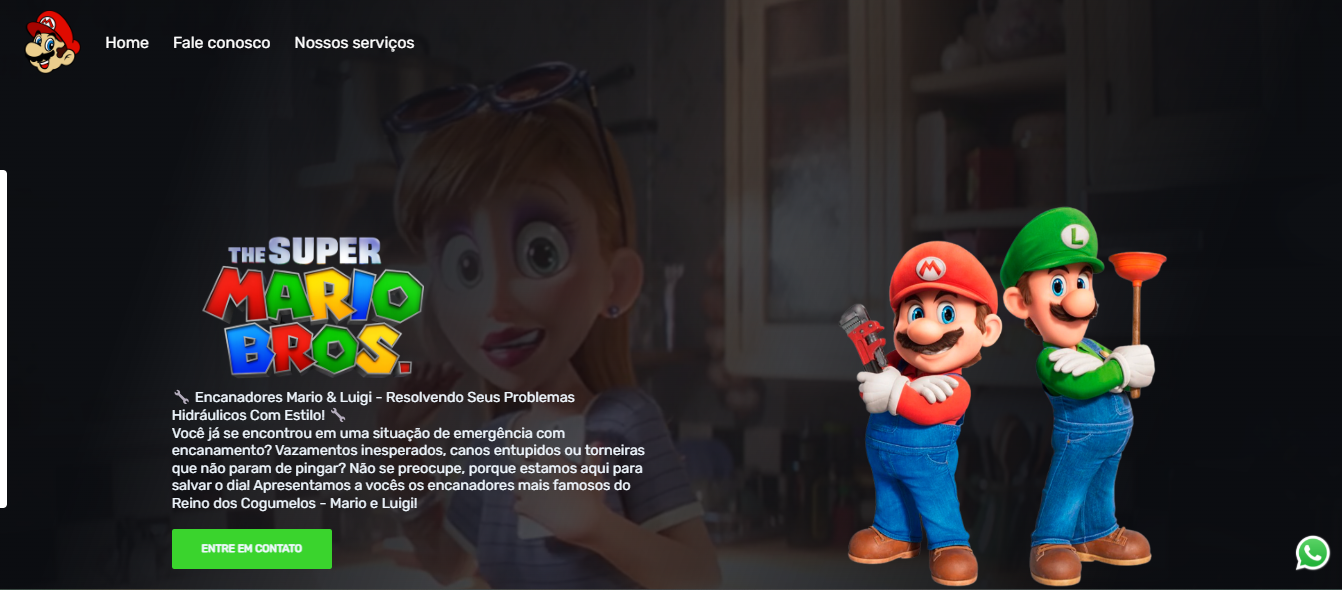 Home Fale conosco Nossos serviços
THE SUPER
MARIO
BROS.
🔧 Encanadores Mario & Luigi - Resolvendo Seus Problemas
Hidráulicos Com Estilo! 🔧
Você já se encontrou em uma situação de emergência com
encanamento? Vazamentos inesperados, canos entupidos ou torneiras
que não param de pingar? Não se preocupe, porque estamos aqui para
salvar o dia! Apresentamos a vocês os encanadores mais famosos do
Reino dos Cogumelos - Mario e Luigi!
ENTRE EM CONTATO
M
L